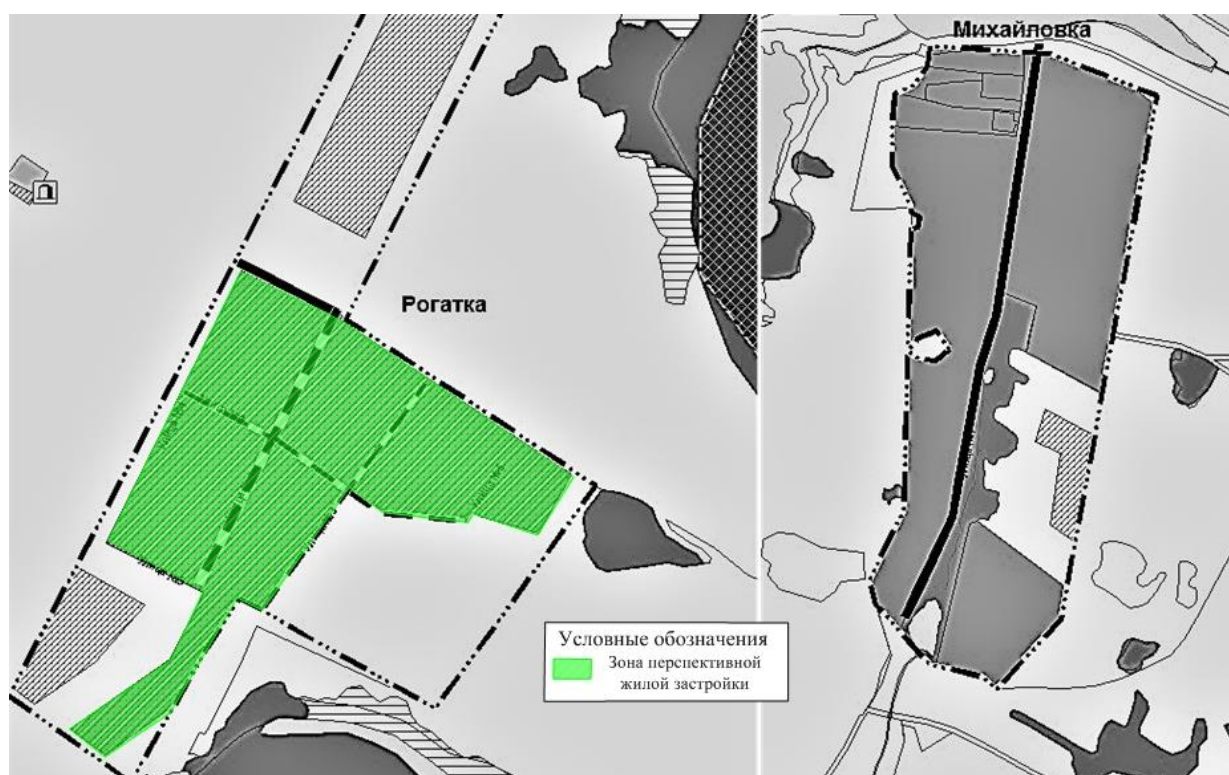 Михайловка
Рогатка
Условные обозначения
Зона перспективной
жилой застройки